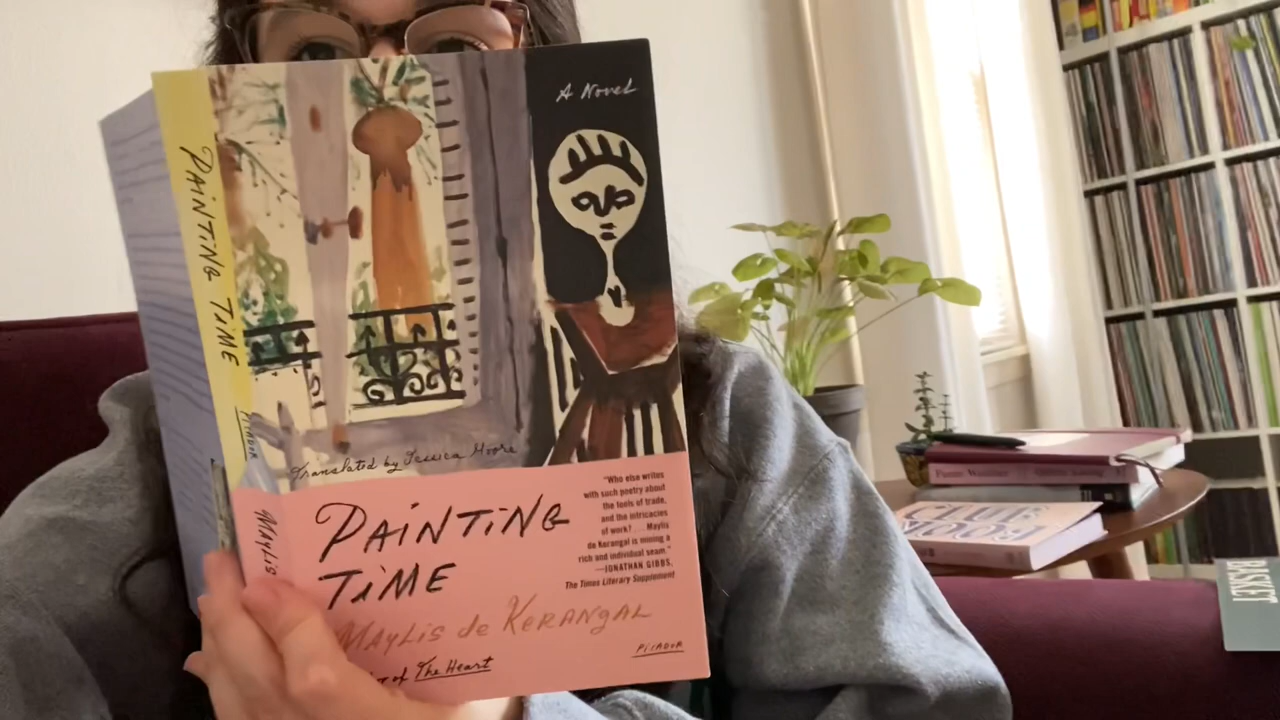 PAINTING TIME
PICADOR
MAYLIS
A NOVEL
Translated by Jessica Moore
PAINTING
TIME
MAYLIS de KERANGAL
of The Heart
"Who else writes
with such poetry about
the tools of trade,
and the intricacies
of work? . . . Maylis
de Kerangal is mining a
rich and individual seam."
—JONATHAN GIBBS,
The Times Literary Supplement
PICADOR
BASKET